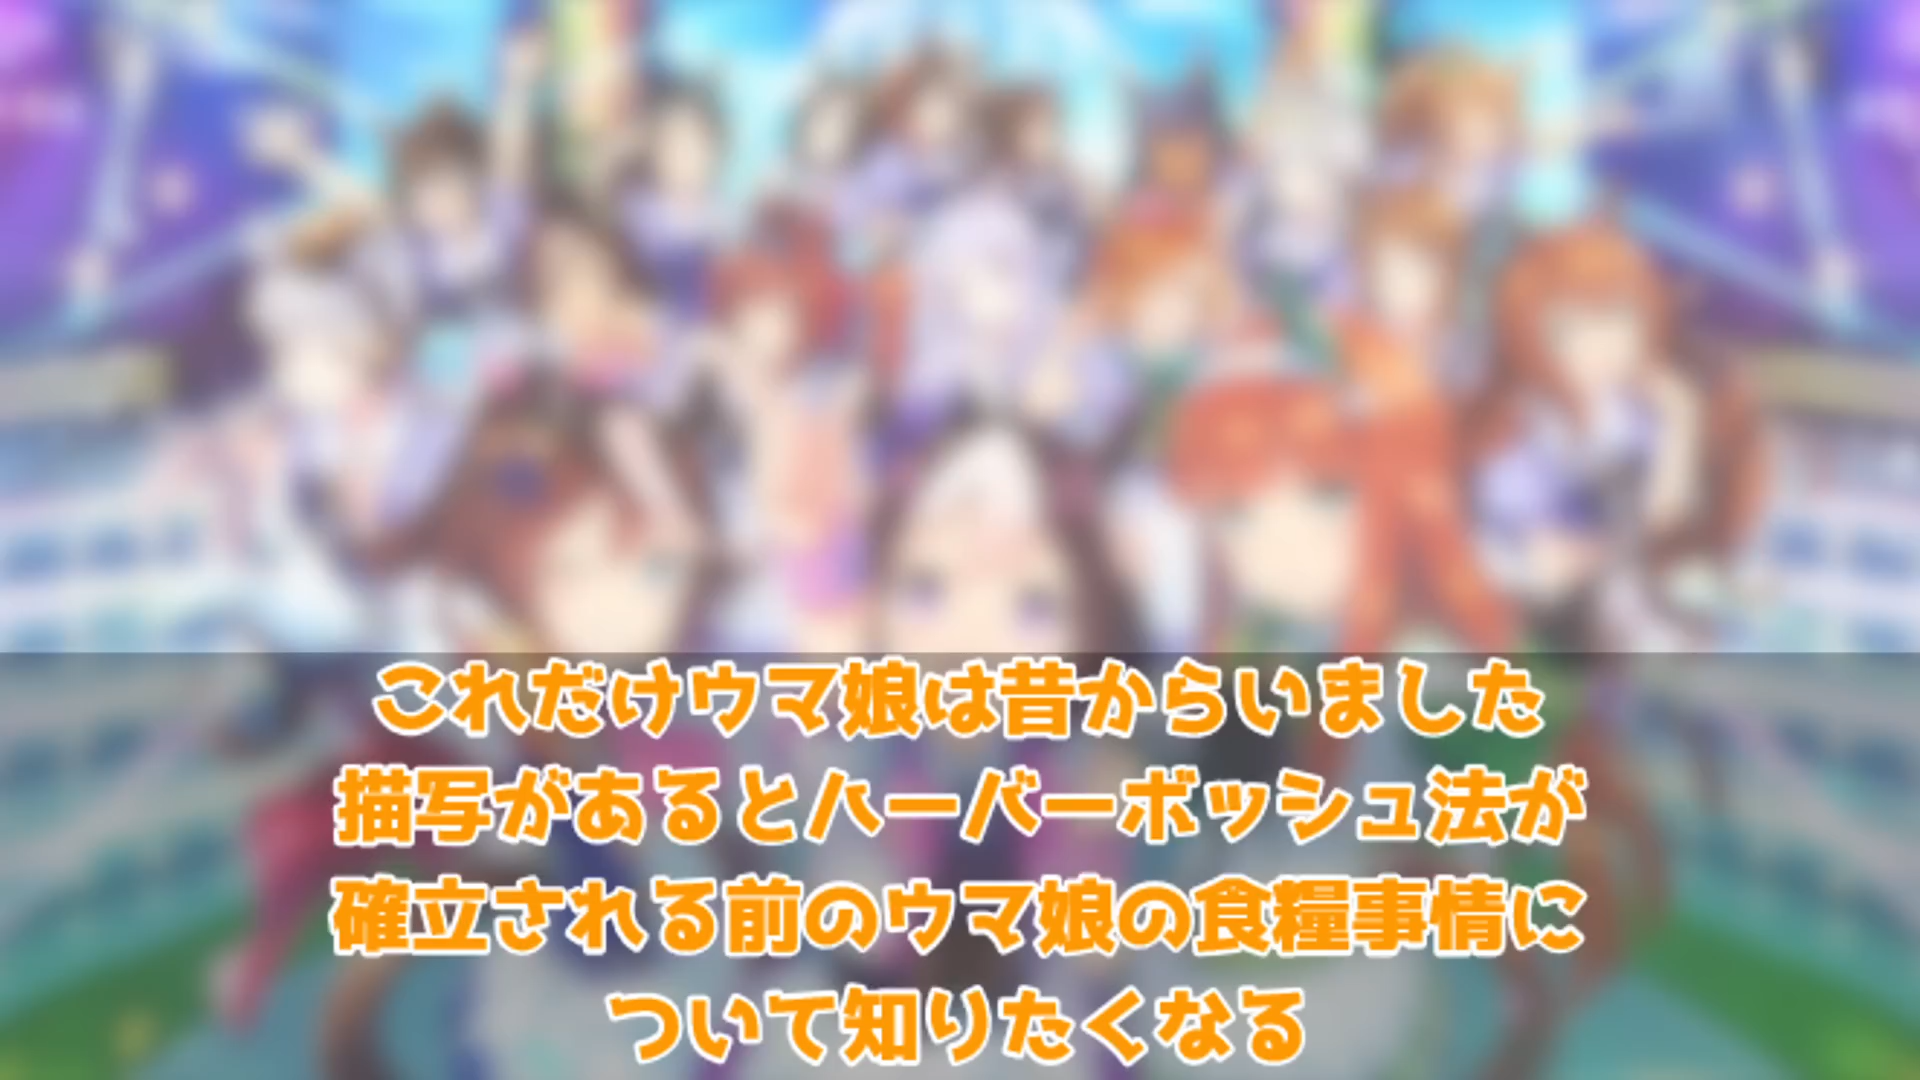 これだけウマ娘は昔からいました
描写があるとハーバーボッシュ法が
確立される前のウマ娘の食糧事情に
ついて知りたくなる